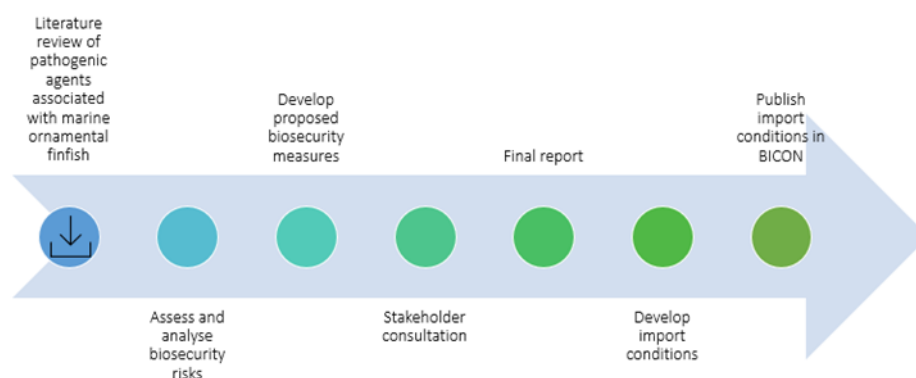 Literature
review of
pathogenic
agents
associated
with marine
ornamental
finfish
Assess and
analyse
biosecurity
risks
Develop
proposed
biosecurity
measures
Stakeholder
consultation
Final report
Develop
import
conditions
Publish
import
conditions in
BICON